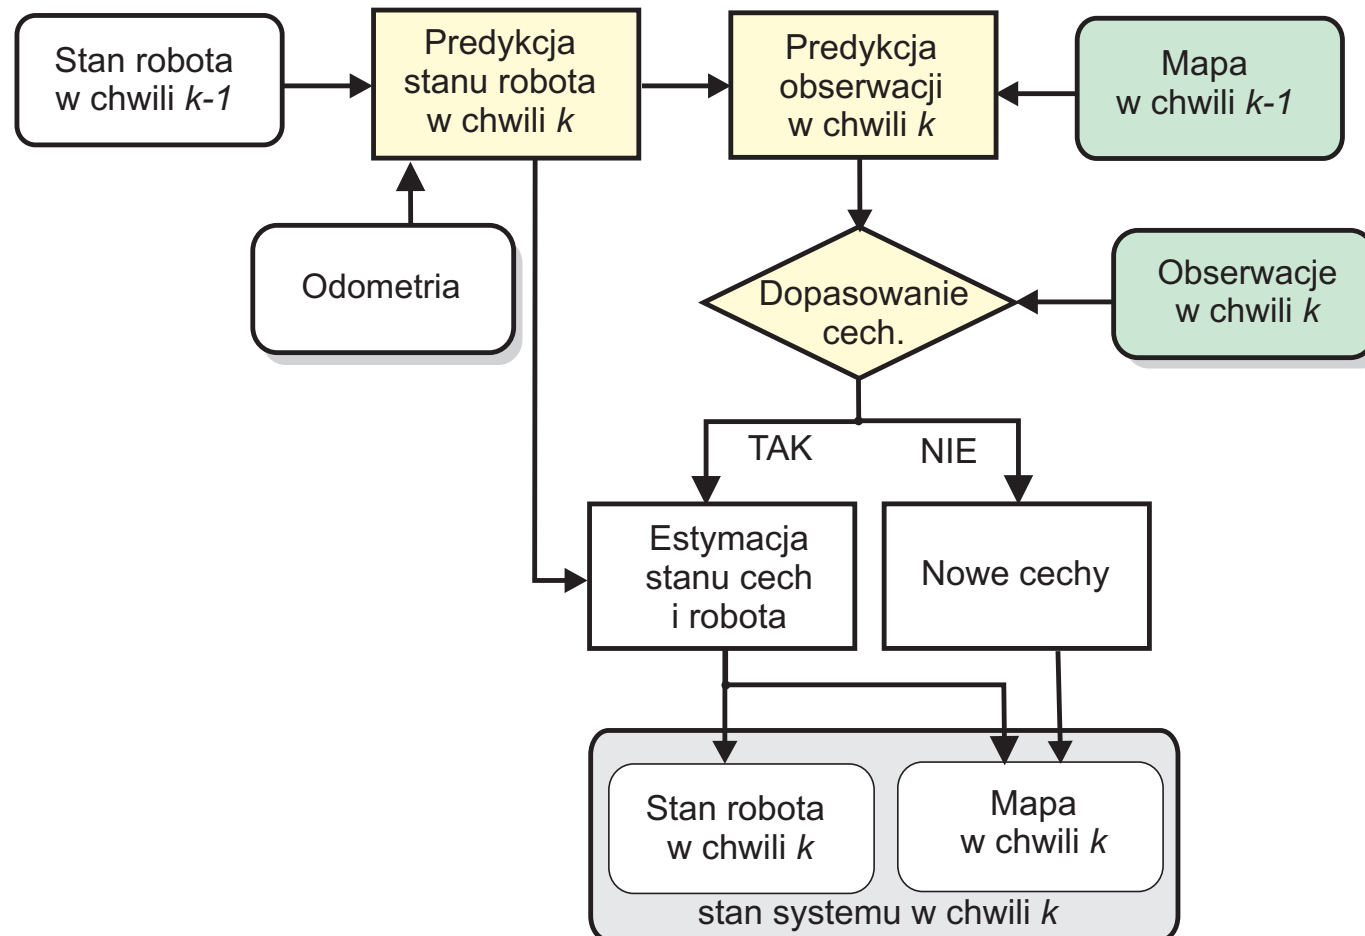 Stan robota
w chwili k-1
Predykcja
stanu robota
w chwili k
Predykcja
obserwacji
w chwili k
Mapa
w chwili k-1
Odometria
Dopasowanie
cech.
Obserwacje
w chwili k
TAK
NIE
Estymacja
stanu cech
i robota
Nowe cechy
Stan robota
w chwili k
Mapa
w chwili k
stan systemu w chwili k